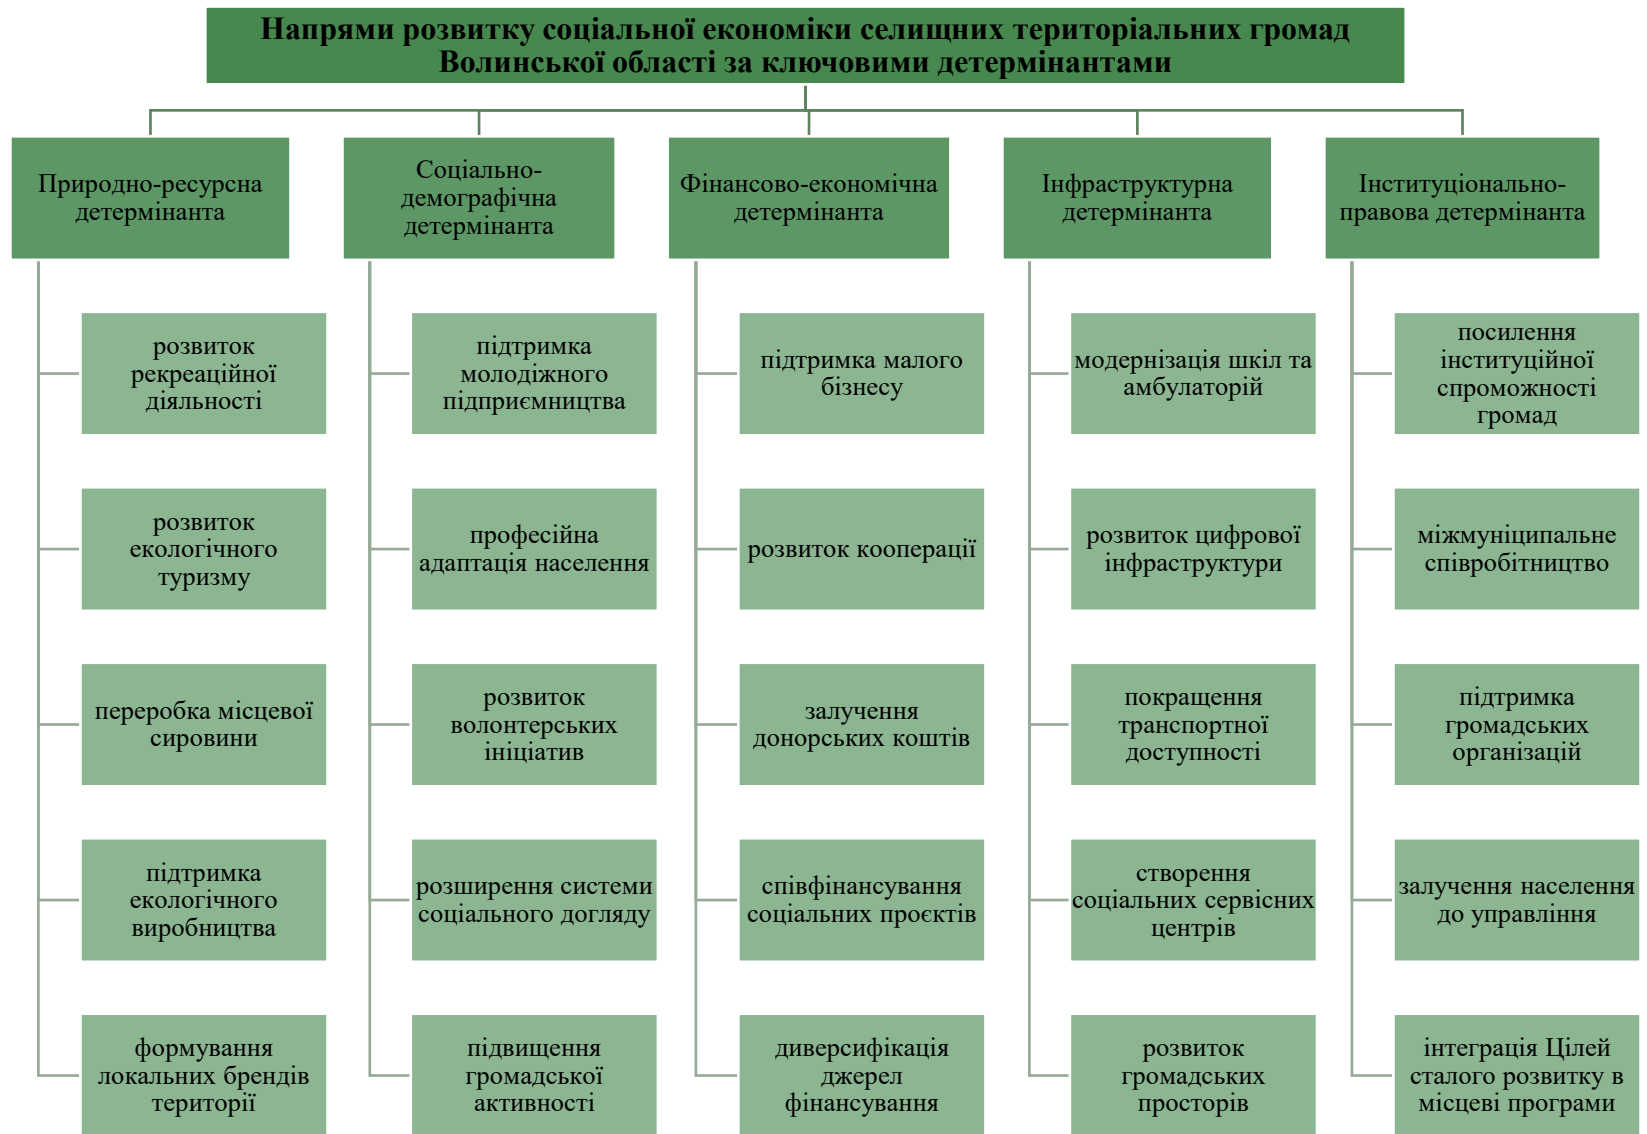 Напрями розвитку соціальної економіки селищних територіальних громад
Волинської області за ключовими детермінантами
Природно-ресурсна
детермінанта
розвиток
рекреаційної
діяльності
розвиток
екологічного
туризму
переробка місцевої
сировини
підтримка
екологічного
виробництва
формування
локальних брендів
території
Соціально-
демографічна
детермінанта
підтримка
молодіжного
підприємництва
професійна
адаптація населення
розвиток
волонтерських
ініціатив
розширення системи
соціального догляду
підвищення
громадської
активності
Фінансово-економічна
детермінанта
підтримка малого
бізнесу
розвиток кооперації
залучення
донорських коштів
співфінансування
соціальних проєктів
диверсифікація
джерел
фінансування
Інфраструктурна
детермінанта
модернізація шкіл та
амбулаторій
розвиток цифрової
інфраструктури
покращення
транспортної
доступності
створення
соціальних сервісних
центрів
розвиток
громадських
просторів
Інституціонально-
правова детермінанта
посилення
інституційної
спроможності
громад
міжмуніципальне
співробітництво
підтримка
громадських
організацій
залучення населення
до управління
інтеграція Цілей
сталого розвитку в
місцеві програми